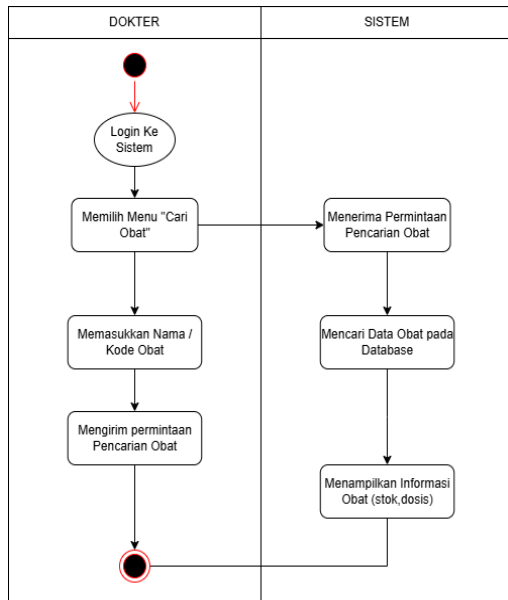 DOKTER
SISTEM
Login Ke
Sistem
Memilih Menu "Cari
Obat"
Menerima Permintaan
Pencarian Obat
Memasukkan Nama /
Kode Obat
Mencari Data Obat pada
Database
Mengirim permintaan
Pencarian Obat
Menampilkan Informasi
Obat (stok,dosis)